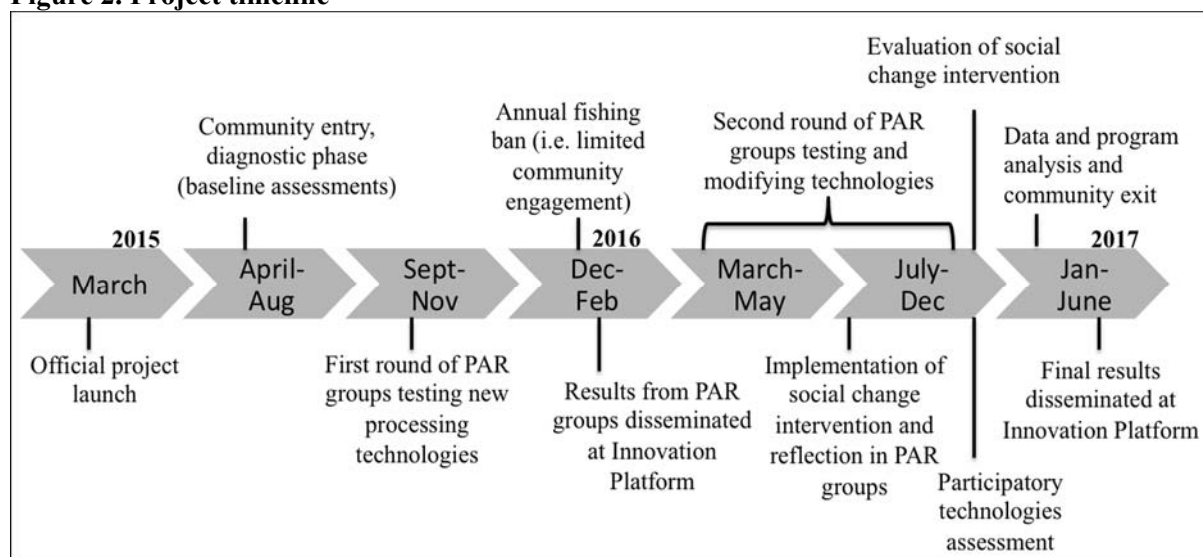 Figure 2. Project timeline
Evaluation of social
change intervention
Community entry,
diagnostic phase
(baseline assessments)
Annual fishing
ban (i.e. limited
community
engagement)
Second round of PAR
groups testing and
modifying technologies
Data and program
analysis and
community exit
2015
2016
2017
March
April-
Aug
Sept-
Nov
Dec-
Feb
March-
May
July-
Dec
Jan-
June
Official project
launch
First round of PAR
groups testing new
processing
technologies
Results from PAR
groups disseminated
at Innovation
Platform
Implementation of
social change
intervention and
reflection in PAR
groups
Participatory
technologies
assessment
Final results
disseminated at
Innovation Platform